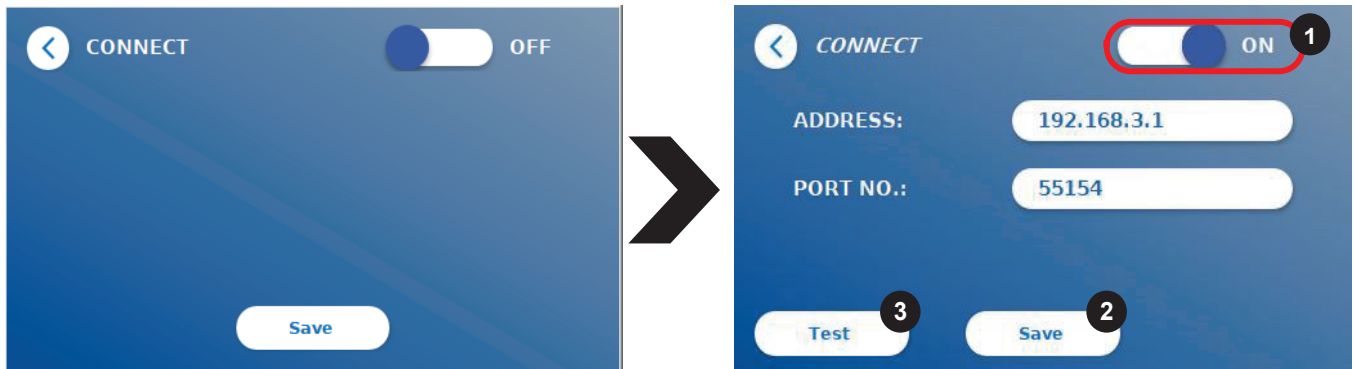 CONNECT OFF
Save
CONNECT ON 1
ADDRESS: 192.168.3.1
PORT NO.: 55154
3 2
Test Save